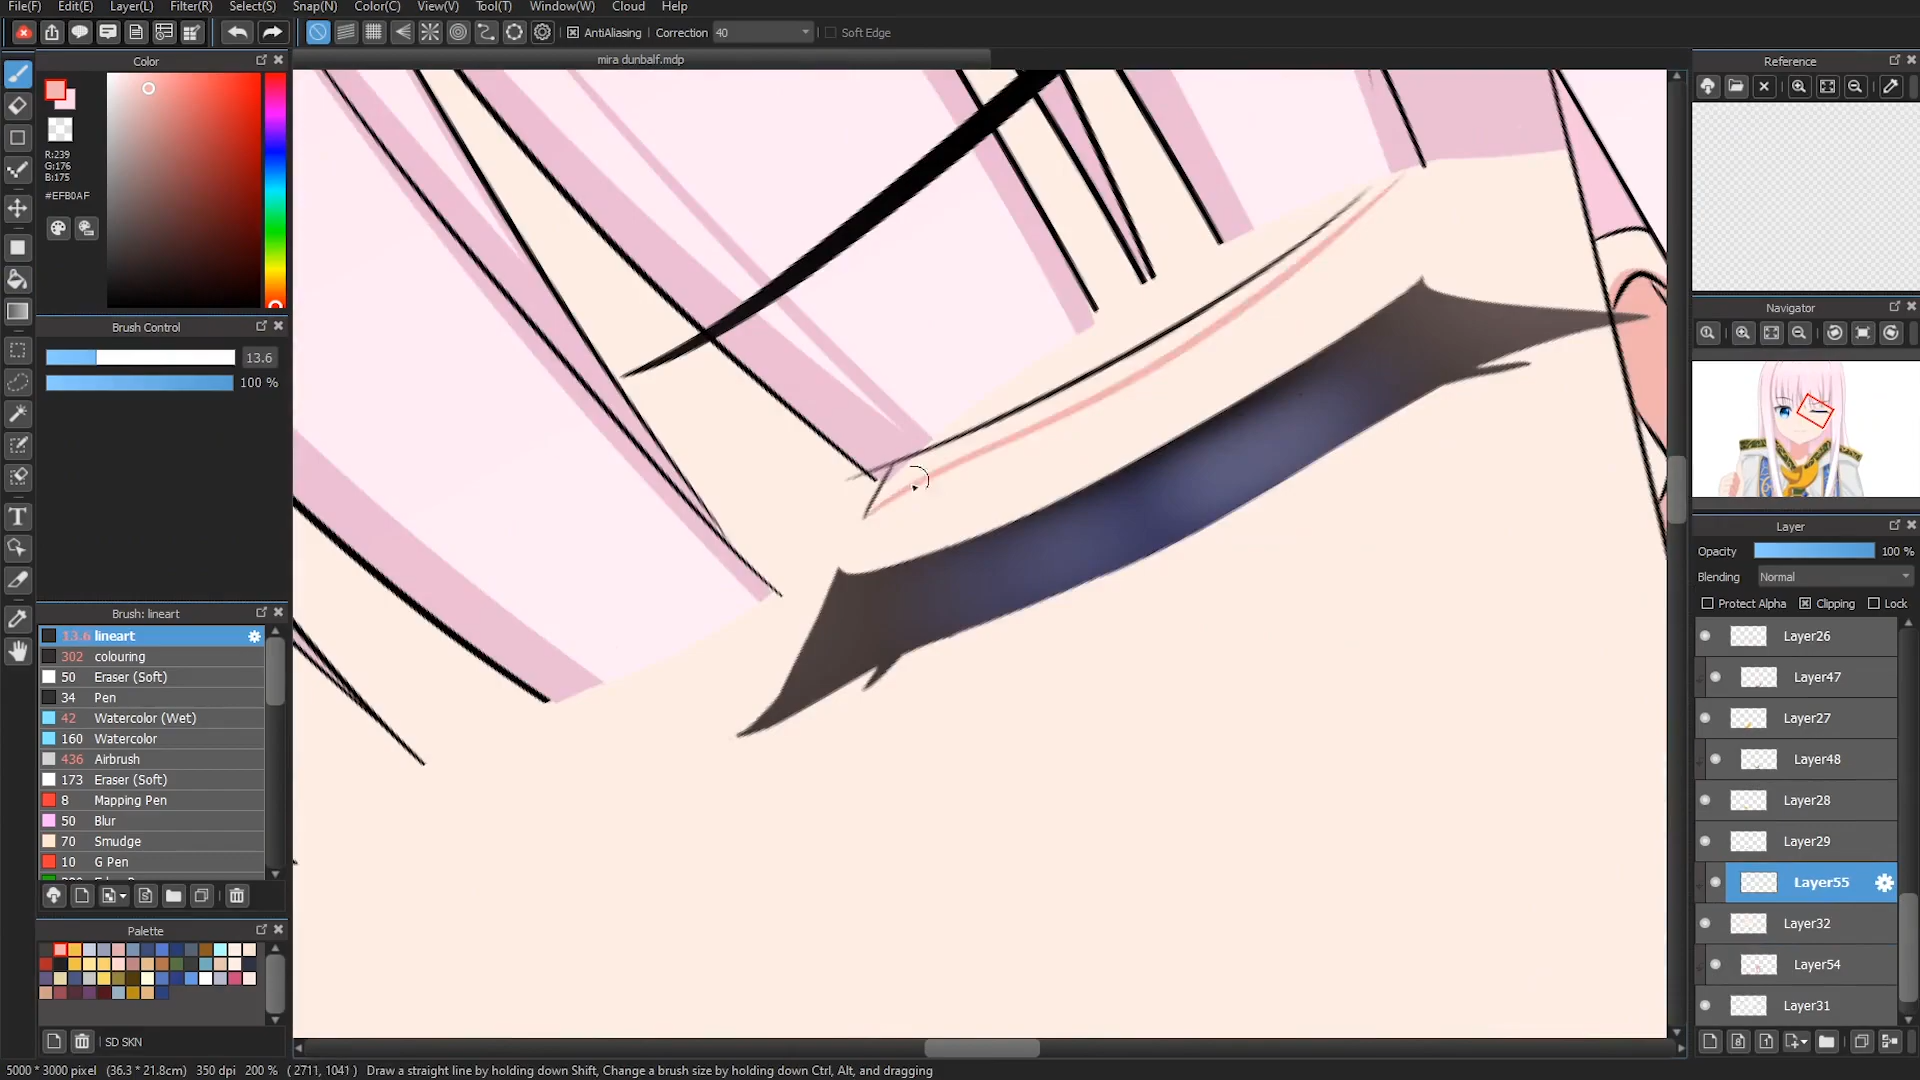 File(F) Edit(E) Layer(L) Filter(R) Select(S) Snap(N) Color(C) View(V) Tool(T) Window(W) Cloud Help
AntiAliasing Correction 40 Soft Edge
mira dunbalf.mdp
Color
R:239
G:176
B:175
#EFB0AF
Brush Control
13.6
100 %
Brush: lineart
13.6 lineart
302 colouring
50 Eraser (Soft)
34 Pen
42 Watercolor (Wet)
160 Watercolor
436 Airbrush
173 Eraser (Soft)
8 Mapping Pen
50 Blur
70 Smudge
10 G Pen
Palette
SD SKN
Reference
Navigator
Layer
Opacity 100 %
Blending Normal
Protect Alpha Clipping Lock
Layer26
Layer47
Layer27
Layer48
Layer28
Layer29
Layer55
Layer32
Layer54
Layer31
5000 * 3000 pixel (36.3 * 21.8cm) 350 dpi 200 % ( 2711, 1041 ) Draw a straight line by holding down Shift, Change a brush size by holding down Ctrl, Alt, and dragging